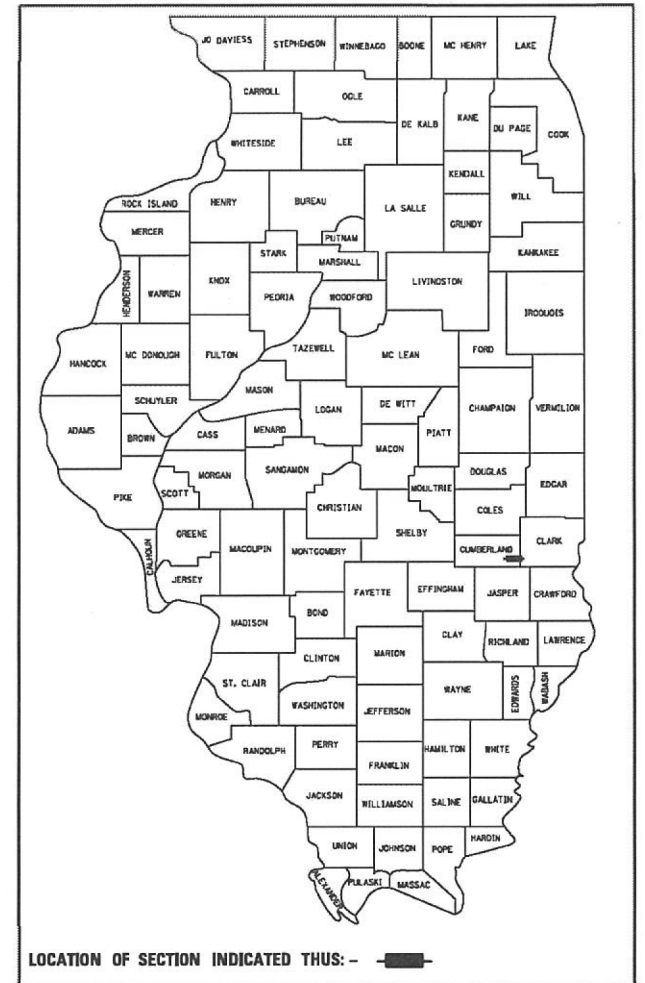 JO DAVIESS STEPHENSON WINNEBAGO BOONE MC HENRY LAKE
CARROLL OGLE DE KALB KANE DU PAGE COOK
WHITESIDE LEE
KENDALL WILL
ROCK ISLAND HENRY BUREAU LA SALLE GRUNDY
MERCER PUTNAM
STARK MARSHALL KANKAKEE
HENDERSON WARREN KNOX PEORIA WOODFORD LIVINGSTON IROQUOIS
HANCOCK MC DONOUGH FULTON TAZEWELL MC LEAN FORD
SCHUYLER MASON LOGAN DE WITT CHAMPAION VERMILION
ADAMS BROWN CASS MENARD MACON PIATT
PIKE SCOTT MORGAN SANGAMON CHRISTIAN MOULTRIE DOUGLAS EDGAR
COLES
CALHOUN GREENE MACOUPIN MONTGOMERY SHELBY CUMBERLAND CLARK
JERSEY FAYETTE EFFINGHAM JASPER CRAWFORD
MADISON BOND
CLAY RICHLAND LAWRENCE
CLINTON MARION
ST. CLAIR WAYNE EDWARDS WABASH
WASHINGTON JEFFERSON
MONROE
RANDOLPH PERRY HAMILTON WHITE
FRANKLIN
JACKSON WILLIAMSON SALINE GALLATIN
UNION JOHNSON POPE HARDIN
ALEXANDER PULASKI MASSAC
LOCATION OF SECTION INDICATED THUS: -